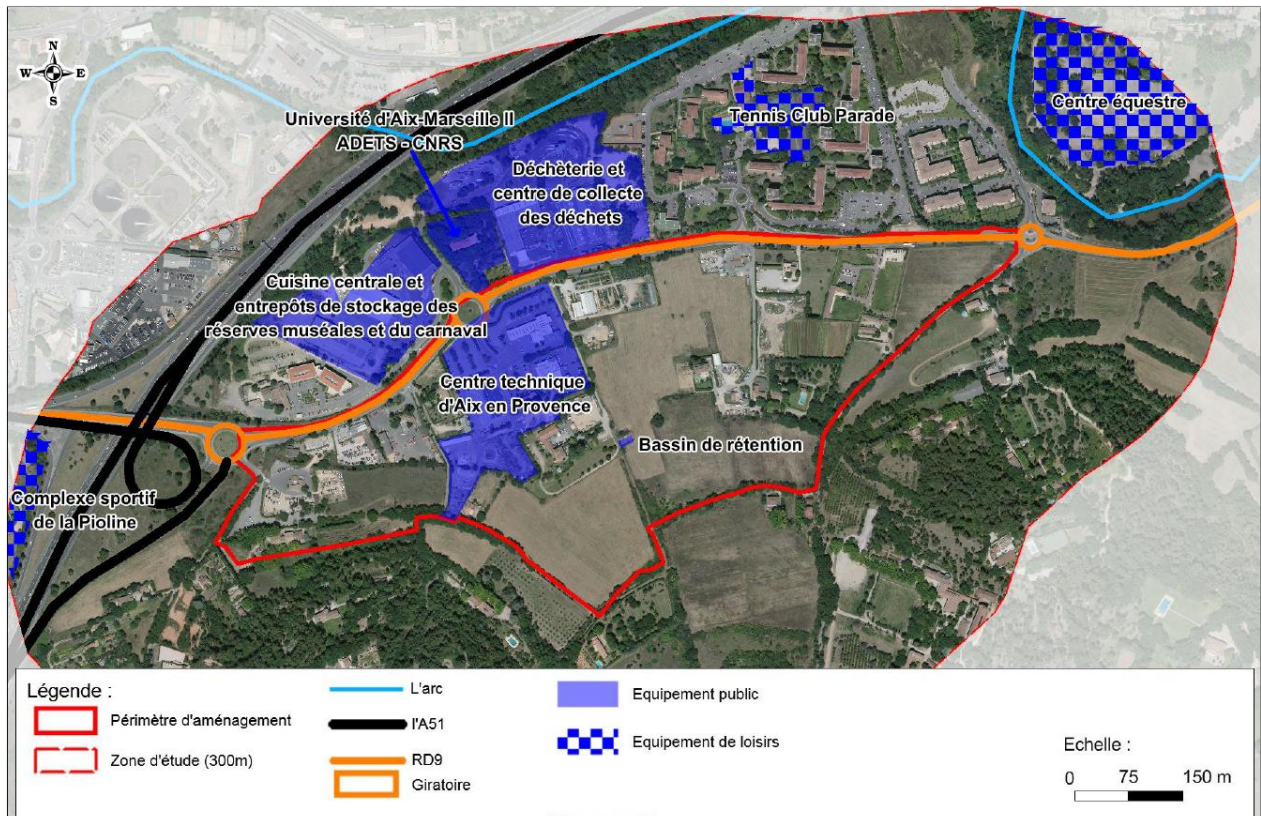 N
W E
S
Université d'Aix-Marseille II
ADETS - CNRS
Tennis Club Parade
Centre équestre
Déchèterie et
centre de collecte
des déchets
Cuisine centrale et
entrepôts de stockage des
réserves muséales et du carnaval
Centre technique
d'Aix en Provence
Bassin de rétention
Complexe sportif
de la Pioline
Légende :
Périmètre d'aménagement
Zone d'étude (300m)
L'arc
l'A51
RD9
Giratoire
Equipement public
Equipement de loisirs
Echelle :
0 75 150 m